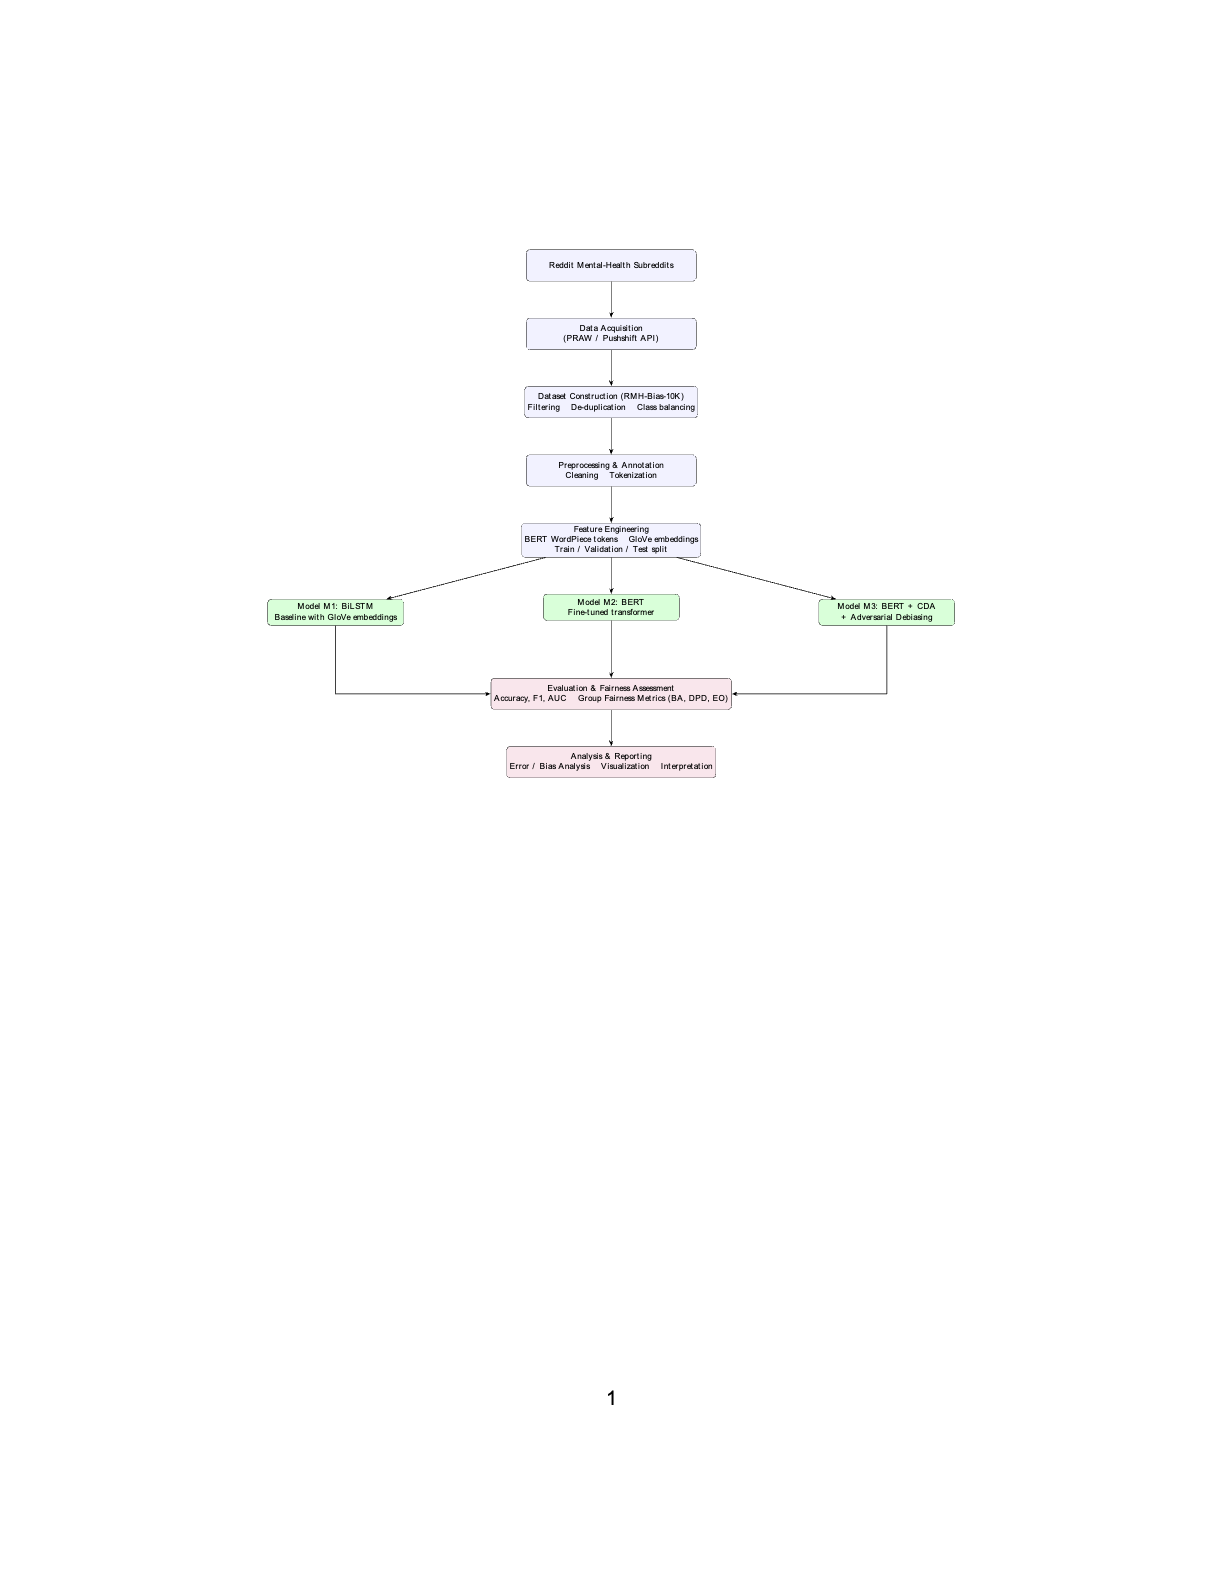 Reddit Mental-Health Subreddits
Data Acquisition
(PRAW / Pushshift API)
Dataset Construction (RMH-Bias-10K)
Filtering De-duplication Class balancing
Preprocessing & Annotation
Cleaning Tokenization
Feature Engineering
BERT WordPiece tokens GloVe embeddings
Train / Validation / Test split
Model M1: BiLSTM
Baseline with GloVe embeddings
Model M2: BERT
Fine-tuned transformer
Model M3: BERT + CDA
+ Adversarial Debiasing
Evaluation & Fairness Assessment
Accuracy, F1, AUC Group Fairness Metrics (BA, DPD, EO)
Analysis & Reporting
Error / Bias Analysis Visualization Interpretation
1